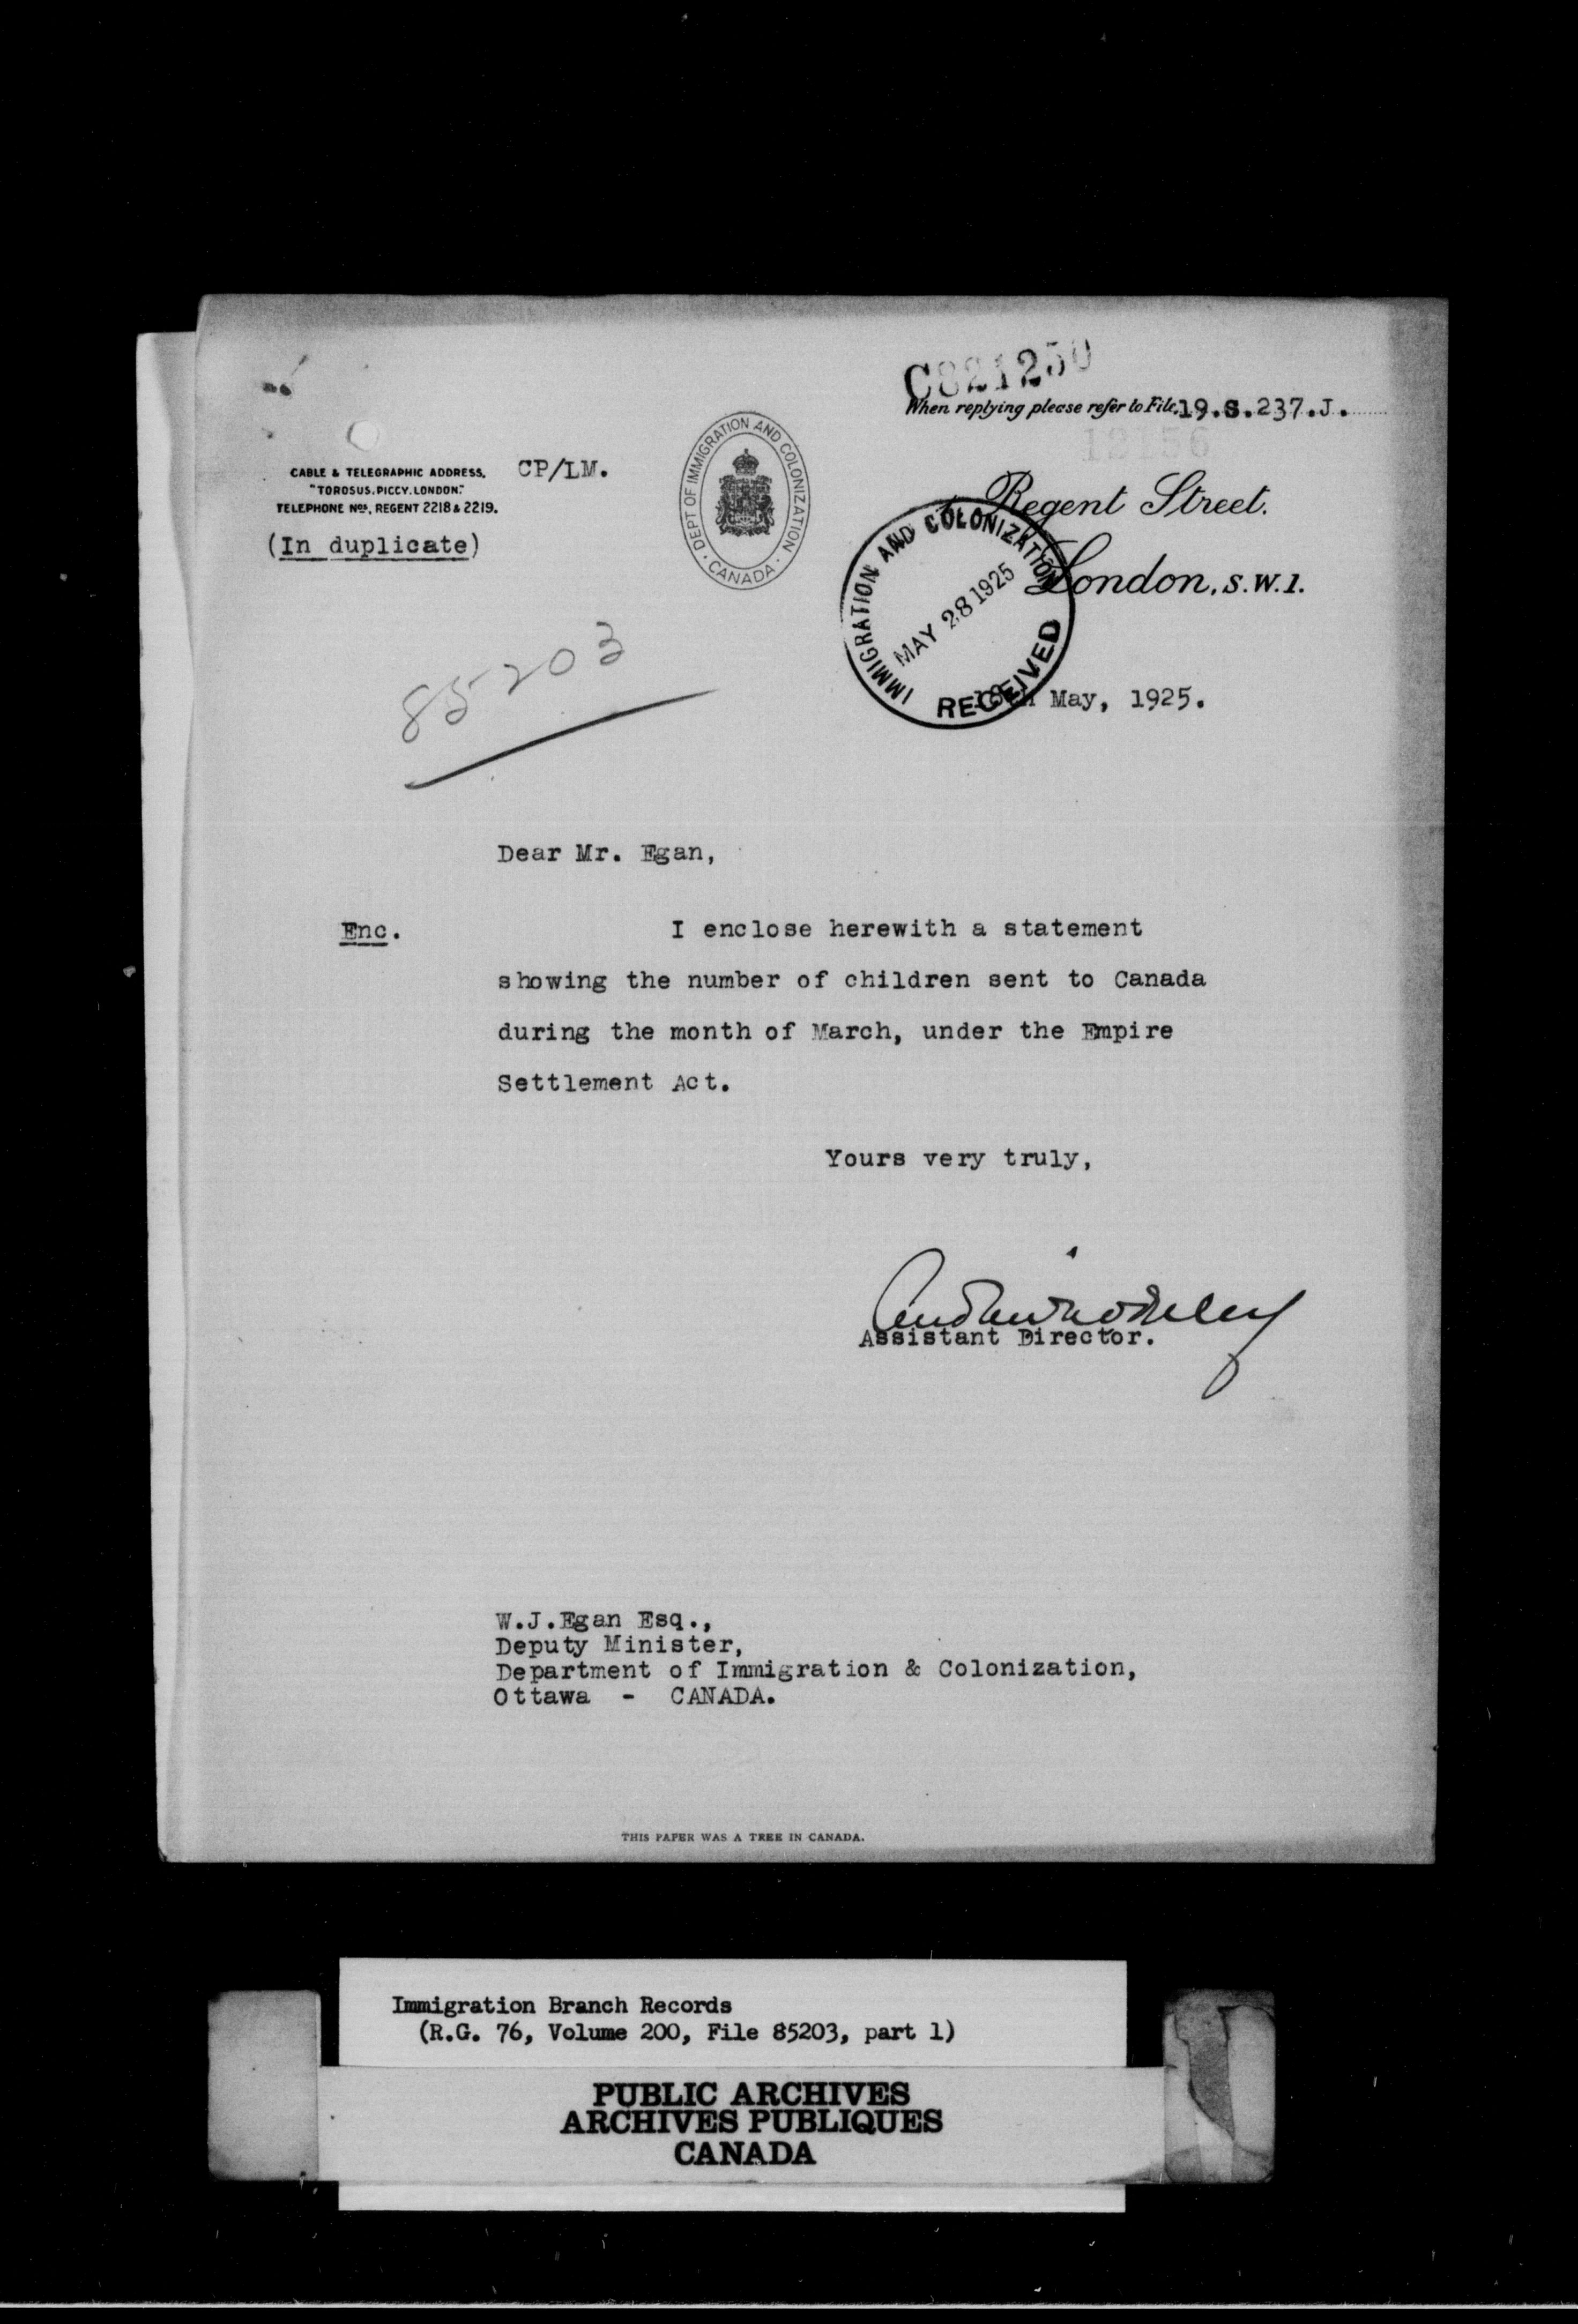 C821250
When replying please refer to File 19.S.237.J.
12156
CABLE & TELEGRAPHIC ADDRESS,
"TOROSUS, PICCY, LONDON."
TELEPHONE Nos, REGENT 2218 & 2219.
CP/LM.
(In duplicate)
DEPT OF IMMIGRATION AND COLONIZATION
CANADA
Regent Street.
London, S.W.1.
IMMIGRATION AND COLONIZATION
MAY 28 1925
RECEIVED
May, 1925.
85203
Dear Mr. Egan,
Enc.
I enclose herewith a statement
showing the number of children sent to Canada
during the month of March, under the Empire
Settlement Act.
Yours very truly,
Assistant Director.
W.J.Egan Esq.,
Deputy Minister,
Department of Immigration & Colonization,
Ottawa - CANADA.
THIS PAPER WAS A TREE IN CANADA.
Immigration Branch Records
(R.G. 76, Volume 200, File 85203, part 1)
PUBLIC ARCHIVES
ARCHIVES PUBLIQUES
CANADA